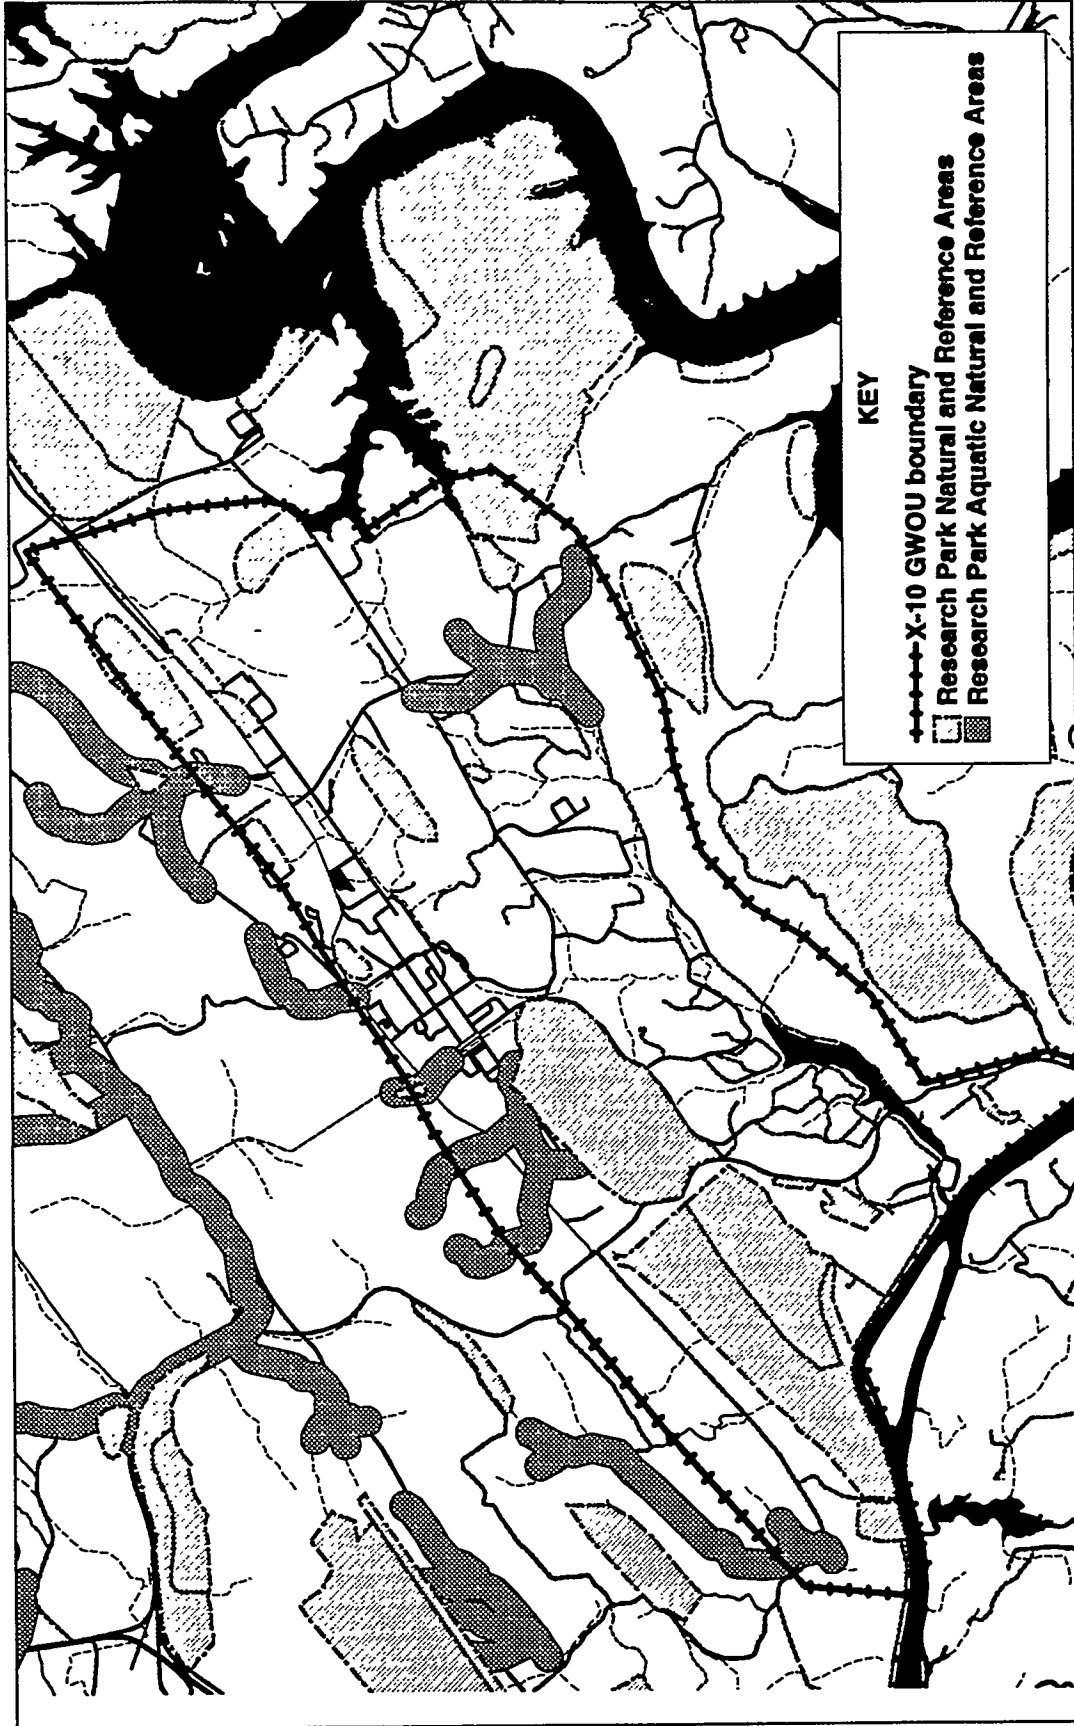 KEY
X-10 GWOU boundary
Research Park Natural and Reference Areas
Research Park Aquatic Natural and Reference Areas